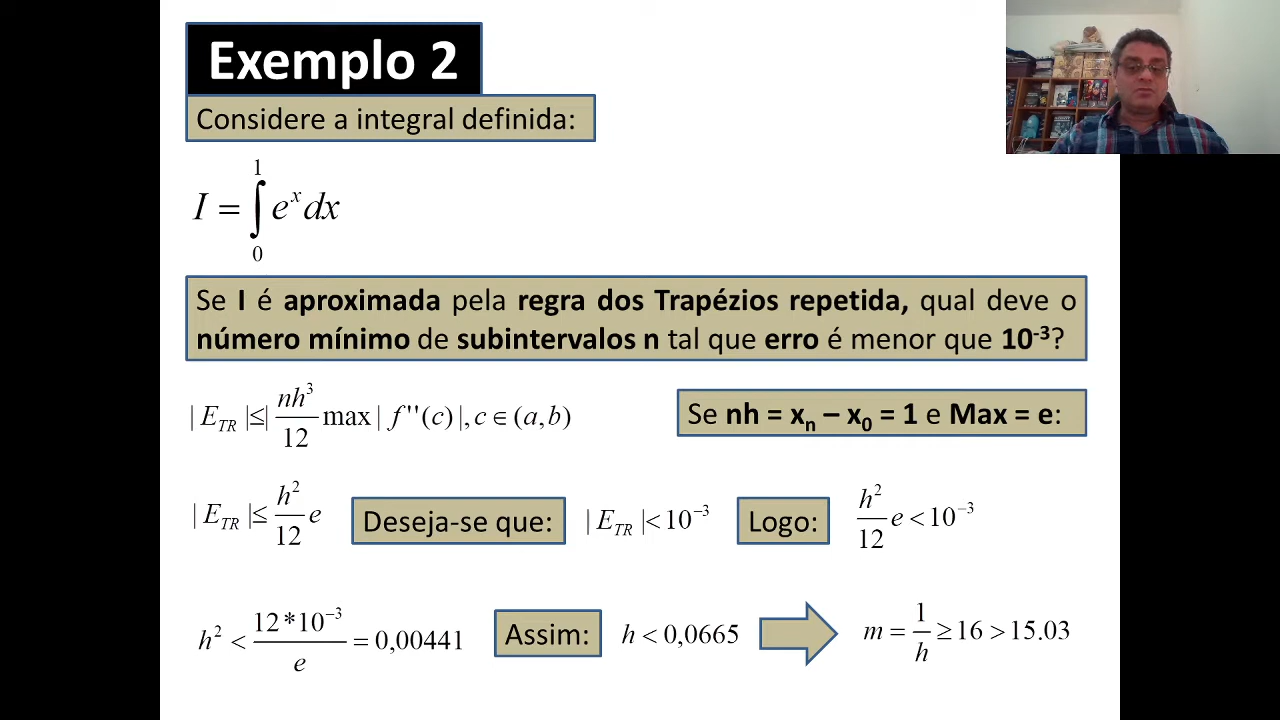 Exemplo 2
Considere a integral definida:
I = ∫₀¹ eˣ dx
Se I é aproximada pela regra dos Trapézios repetida, qual deve o
número mínimo de subintervalos n tal que erro é menor que 10⁻³?
| E_TR |≤| nh³/12 max | f''(c) |, c ∈ (a,b)
Se nh = xₙ – x₀ = 1 e Max = e:
| E_TR |≤ h²/12 e
Deseja-se que:
| E_TR |< 10⁻³
Logo:
h²/12 e < 10⁻³
h² < 12*10⁻³/e = 0,00441
Assim:
h < 0,0665
m = 1/h ≥ 16 > 15.03